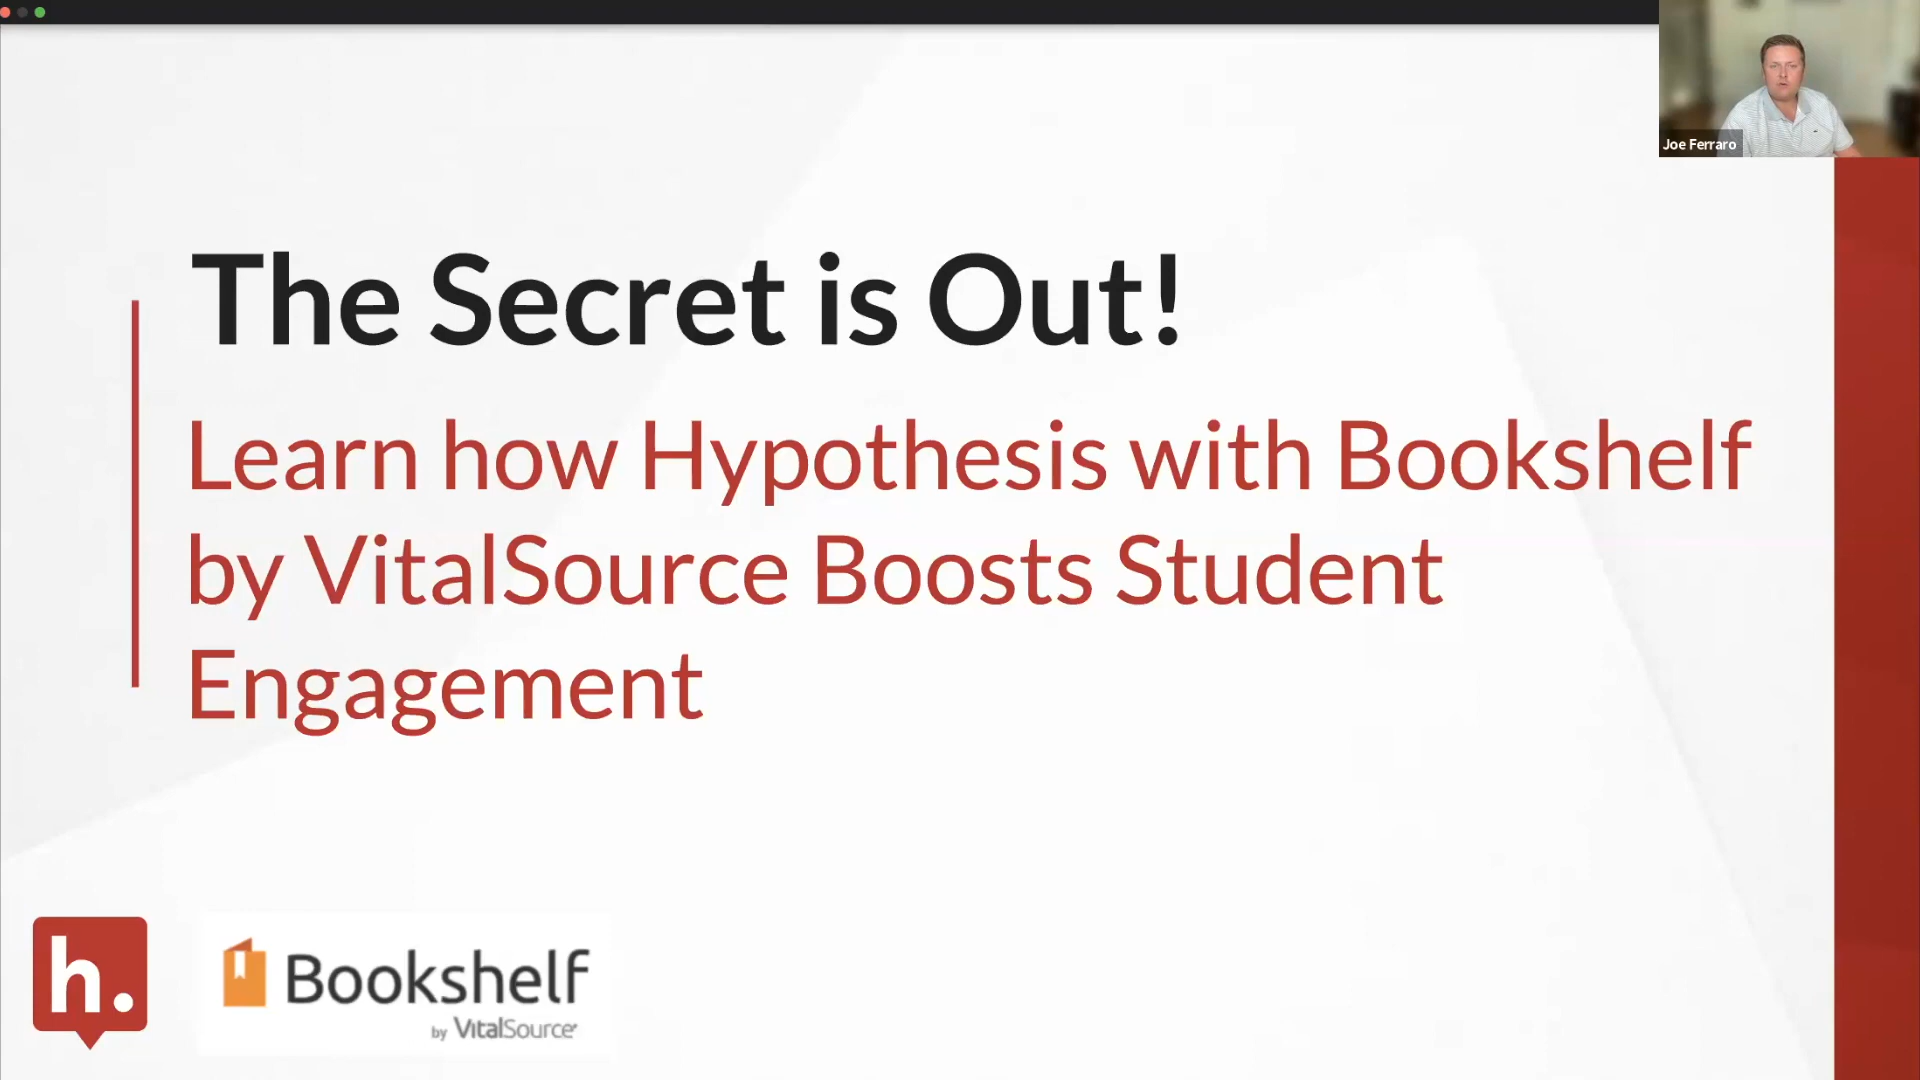 Joe Ferraro
The Secret is Out!
Learn how Hypothesis with Bookshelf
by VitalSource Boosts Student
Engagement
h.
Bookshelf
by VitalSource